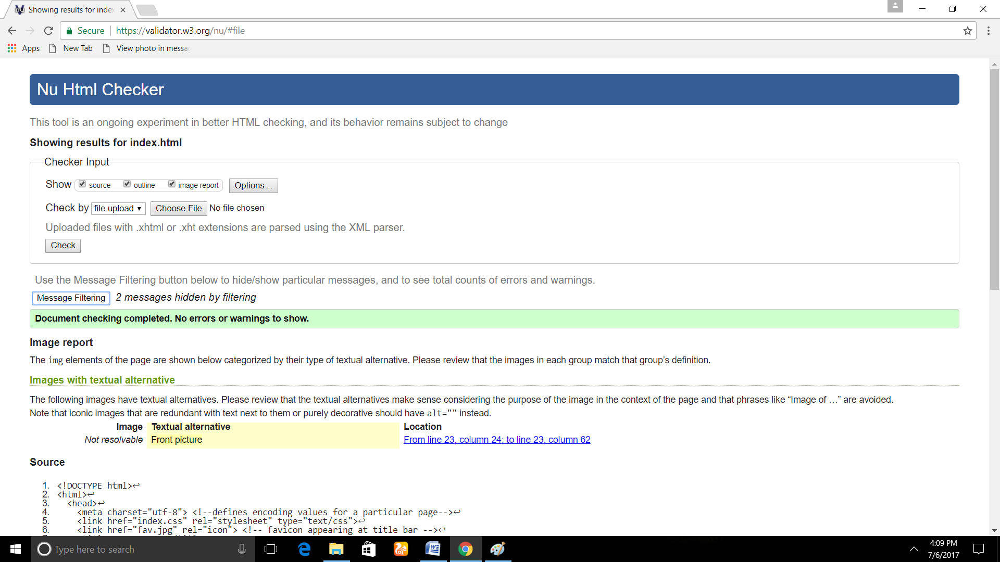 Showing results for inde
Secure https://validator.w3.org/nu/#file
Apps New Tab View photo in messa
Nu Html Checker
This tool is an ongoing experiment in better HTML checking, and its behavior remains subject to change
Showing results for index.html
Checker Input
Show source outline image report Options...
Check by file upload Choose File No file chosen
Uploaded files with .xhtml or .xht extensions are parsed using the XML parser.
Check
Use the Message Filtering button below to hide/show particular messages, and to see total counts of errors and warnings.
Message Filtering 2 messages hidden by filtering
Document checking completed. No errors or warnings to show.
Image report
The img elements of the page are shown below categorized by their type of textual alternative. Please review that the images in each group match that group’s definition.
Images with textual alternative
The following images have textual alternatives. Please review that the textual alternatives make sense considering the purpose of the image in the context of the page and that phrases like “Image of …” are avoided.
Note that iconic images that are redundant with text next to them or purely decorative should have alt="" instead.
Image Textual alternative Location
Not resolvable Front picture From line 23, column 24; to line 23, column 62
Source
1. <!DOCTYPE html>↩
2. <html>↩
3. <head>↩
4. <meta charset="utf-8"> <!--defines encoding values for a particular page-->↩
5. <link href="index.css" rel="stylesheet" type="text/css">↩
6. <link href="fav.jpg" rel="icon"> <!-- favicon appearing at title bar -->↩
Type here to search
4:09 PM
7/6/2017